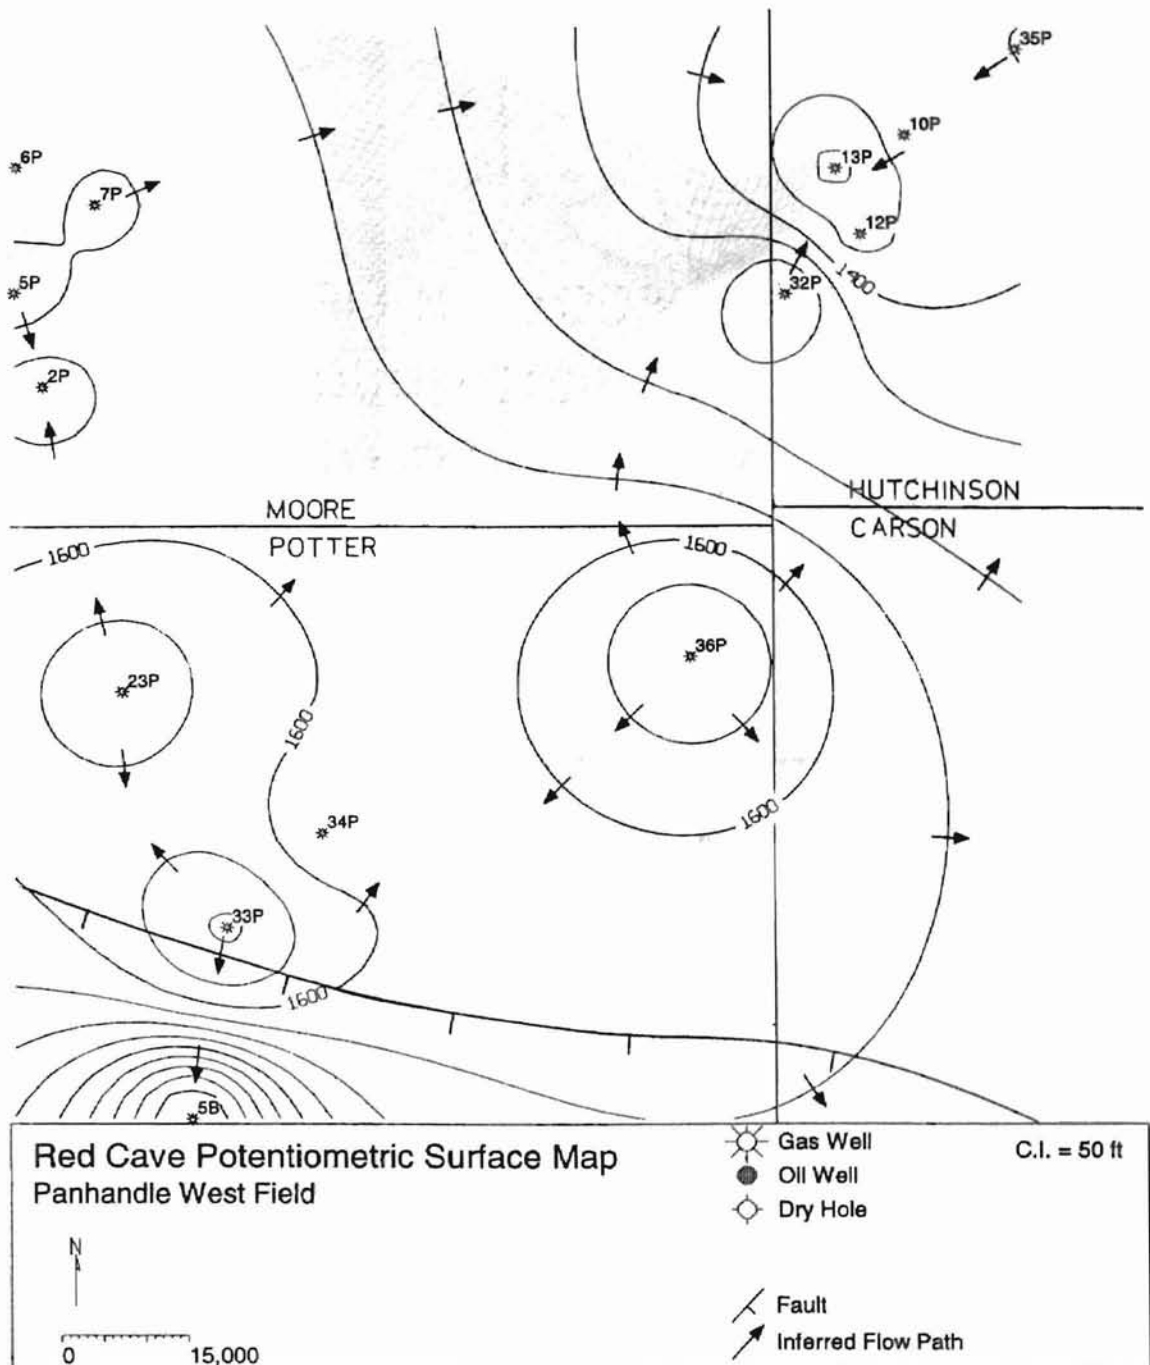 35P
10P
6P
13P
7P
12P
5P
32P
1400
2P
HUTCHINSON
MOORE
CARSON
POTTER
1600
1600
36P
23P
1600
1600
34P
33P
1600
5B
Red Cave Potentiometric Surface Map
Panhandle West Field
Gas Well
C.I. = 50 ft
Oil Well
Dry Hole
N
Fault
Inferred Flow Path
0 15,000